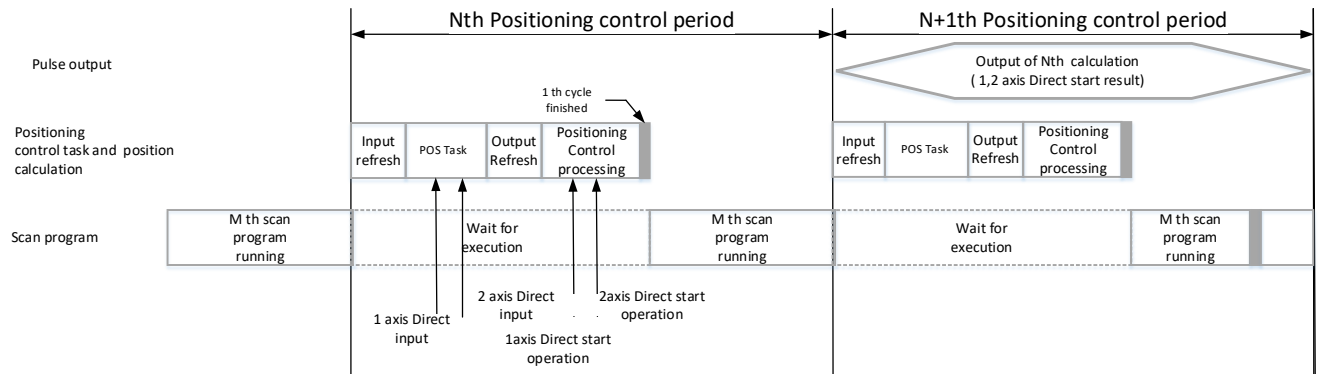 Nth Positioning control period
N+1th Positioning control period
Pulse output
Output of Nth calculation
( 1,2 axis Direct start result)
1 th cycle
finished
Positioning
control task and position
calculation
Input
refresh
POS Task
Output
Refresh
Positioning
Control
processing
Input
refresh
POS Task
Output
Refresh
Positioning
Control
processing
Scan program
M th scan
program
running
Wait for
execution
M th scan
program
running
Wait for
execution
M th scan
program
running
1 axis Direct
input
2 axis Direct
input
2axis Direct start
operation
1axis Direct start
operation